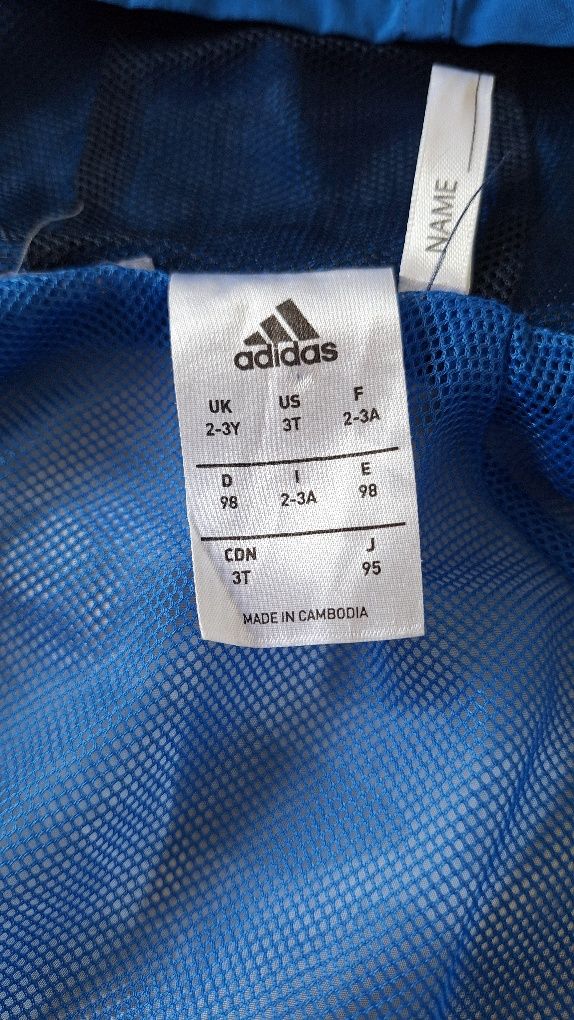 NAME
adidas
UK US F
2-3Y 3T 2-3A
D I E
98 2-3A 98
CDN J
3T 95
MADE IN CAMBODIA